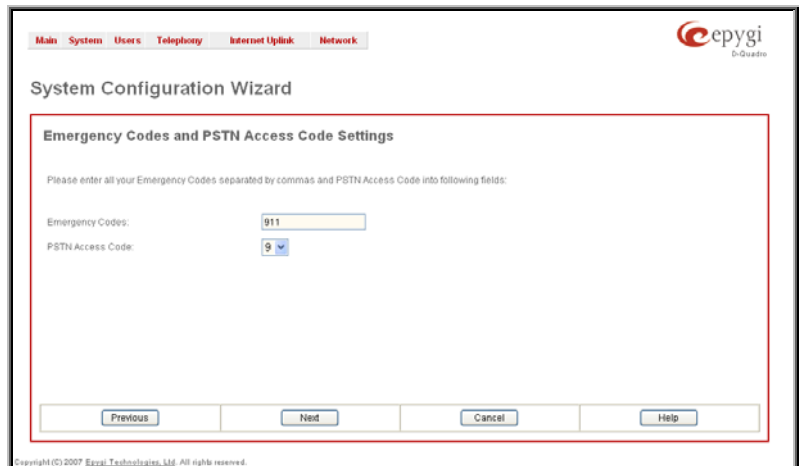 Main System Users Telephony Internet Uplink Network
epygi
D-Quadro
System Configuration Wizard
Emergency Codes and PSTN Access Code Settings
Please enter all your Emergency Codes separated by commas and PSTN Access Code into following fields:
Emergency Codes: 911
PSTN Access Code: 9
Previous Next Cancel Help
Copyright (C) 2007 Epygi Technologies, Ltd. All rights reserved.